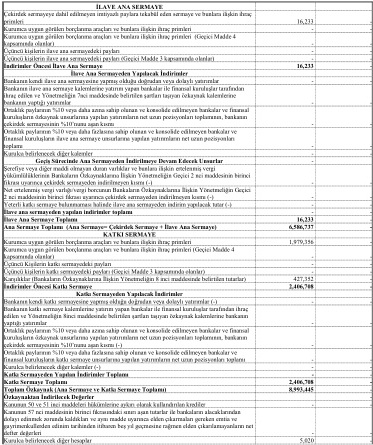 İLAVE ANA SERMAYE
Çekirdek sermayeye dahil edilmeyen imtiyazlı paylara tekabül eden sermaye ve bunlara ilişkin ihraç
primleri 16,233
Kurumca uygun görülen borçlanma araçları ve bunlara ilişkin ihraç primleri -
Kurumca uygun görülen borçlanma araçları ve bunlara ilişkin ihraç primleri (Geçici Madde 4
kapsamında olanlar) -
Üçüncü kişilerin ilave ana sermayedeki payları -
Üçüncü kişilerin ilave ana sermayedeki payları (Geçici Madde 3 kapsamında olanlar) -
İndirimler Öncesi İlave Ana Sermaye 16,233
İlave Ana Sermayeden Yapılacak İndirimler
Bankanın kendi ilave ana sermayesine yapmış olduğu doğrudan veya dolaylı yatırımlar -
Bankanın ilave ana sermaye kalemlerine yatırım yapan bankalar ile finansal kuruluşlar tarafından
ihraç edilen ve Yönetmeliğin 7nci maddesinde belirtilen şartları taşıyan özkaynak kalemlerine
bankanın yaptığı yatırımlar -
Ortaklık paylarının %10 veya daha azına sahip olunan ve konsolide edilmeyen bankalar ve finansal
kuruluşların özkaynak unsurlarına yapılan yatırımların net uzun pozisyonları toplamının, bankanın
çekirdek sermayesinin %10'nunu aşan kısmı -
Ortaklık paylarının %10 veya daha fazlasına sahip olunan ve konsolide edilmeyen bankalar ve
finansal kuruluşların ilave ana sermaye unsurlarına yapılan yatırımların net uzun pozisyonları
toplamı -
Kurulca belirlenecek diğer kalemler -
Geçiş Sürecinde Ana Sermayeden İndirilmeye Devam Edecek Unsurlar
Şerefiye veya diğer maddi olmayan duran varlıklar ve bunlara ilişkin ertelenmiş vergi
yükümlülüklerinin Bankaların Özkaynaklarına İlişkin Yönetmeliğin Geçici 2 nci maddesinin birinci
fıkrası uyarınca çekirdek sermayeden indirilmeyen kısmı (-) -
Net ertelenmiş vergi varlığı/vergi borcunun Bankaların Özkaynaklarına İlişkin Yönetmeliğin Geçici
2 nci maddesinin birinci fıkrası uyarınca çekirdek sermayeden indirilmeyen kısmı (-) -
Yeterli katkı sermaye bulunmaması halinde ilave ana sermayeden indirim yapılacak tutar (-) -
İlave ana sermayeden yapılan indirimler toplamı -
İlave Ana Sermaye Toplamı 16,233
Ana Sermaye Toplamı (Ana Sermaye= Çekirdek Sermaye + İlave Ana Sermaye) 6,586,737
KATKI SERMAYE
Kurumca uygun görülen borçlanma araçları ve bunlara ilişkin ihraç primleri 1,979,356
Kurumca uygun görülen borçlanma araçları ve bunlara ilişkin ihraç primleri (Geçici Madde 4
kapsamında olanlar) -
Üçüncü Kişilerin katkı sermayedeki payları -
Üçüncü kişilerin katkı sermayedeki payları (Geçici Madde 3 kapsamında olanlar) -
Karşılıklar (Bankaların Özkaynaklarına İlişkin Yönetmeliğin 8 inci maddesinde belirtilen tutarlar) 427,352
İndirimler Öncesi Katkı Sermaye 2,406,708
Katkı Sermayeden Yapılacak İndirimler
Bankanın kendi katkı sermayesine yapmış olduğu doğrudan veya dolaylı yatırımlar (-) -
Bankanın katkı sermaye kalemlerine yatırım yapan bankalar ile finansal kuruluşlar tarafından ihraç
edilen ve Yönetmeliğin 8inci maddesinde belirtilen şartları taşıyan özkaynak kalemlerine bankanın
yaptığı yatırımlar -
Ortaklık paylarının %10 veya daha azına sahip olunan ve konsolide edilmeyen bankalar ve finansal
kuruluşların özkaynak unsurlarına yapılan yatırımların net uzun pozisyonları toplamının, bankanın
çekirdek sermayesinin %10'nunu aşan kısmı (-) -
Ortaklık paylarının %10 veya daha fazlasına sahip olunan ve konsolide edilmeyen bankalar ve
finansal kuruluşların katkı sermaye unsurlarına yapılan yatırımların net uzun pozisyonları toplamı -
Kurulca belirlenecek diğer kalemler (-) -
Katkı Sermayeden Yapılan İndirimler Toplamı -
Katkı Sermaye Toplamı 2,406,708
Toplam Özkaynak (Ana Sermaye ve Katkı Sermaye Toplamı) 8,993,445
Özkaynaktan İndirilecek Değerler
Kanunun 50 ve 51 inci maddeleri hükümlerine aykırı olarak kullandırılan krediler -
Kanunun 57 nci maddesinin birinci fıkrasındaki sınırı aşan tutarlar ile bankaların alacaklarından
dolayı edinmek zorunda kaldıkları ve aynı madde uyarınca elden çıkarmaları gereken emtia ve
gayrimenkullerden edinim tarihinden itibaren beş yıl geçmesine rağmen elden çıkarılamayanların net
defter değerleri -
Kurulca belirlenecek diğer hesaplar 5,020